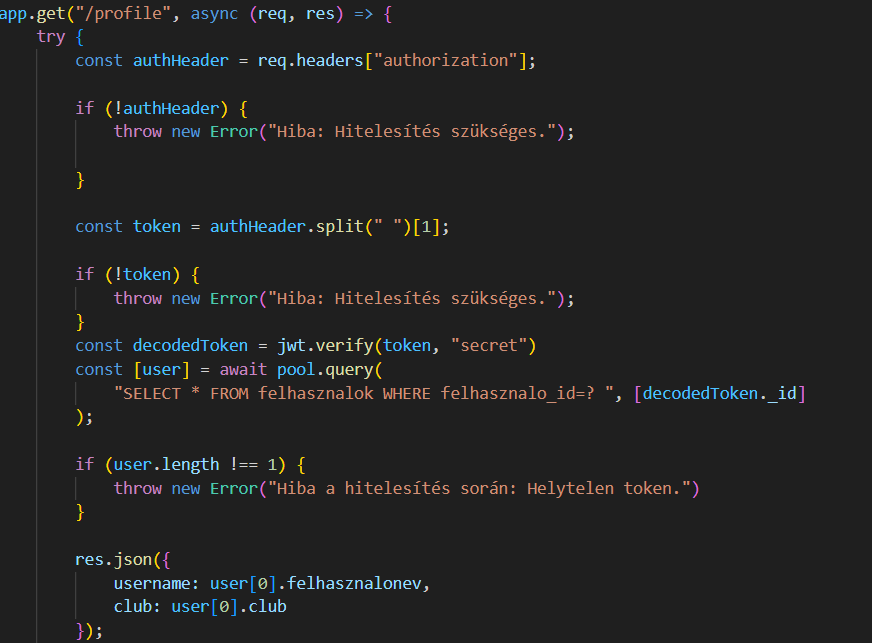 app.get("/profile", async (req, res) => {
try {
const authHeader = req.headers["authorization"];
if (!authHeader) {
throw new Error("Hiba: Hitelesítés szükséges.");
}
const token = authHeader.split(" ")[1];
if (!token) {
throw new Error("Hiba: Hitelesítés szükséges.");
}
const decodedToken = jwt.verify(token, "secret")
const [user] = await pool.query(
"SELECT * FROM felhasznalok WHERE felhasznalo_id=? ", [decodedToken._id]
);
if (user.length !== 1) {
throw new Error("Hiba a hitelesítés során: Helytelen token.")
}
res.json({
username: user[0].felhasznalonev,
club: user[0].club
});